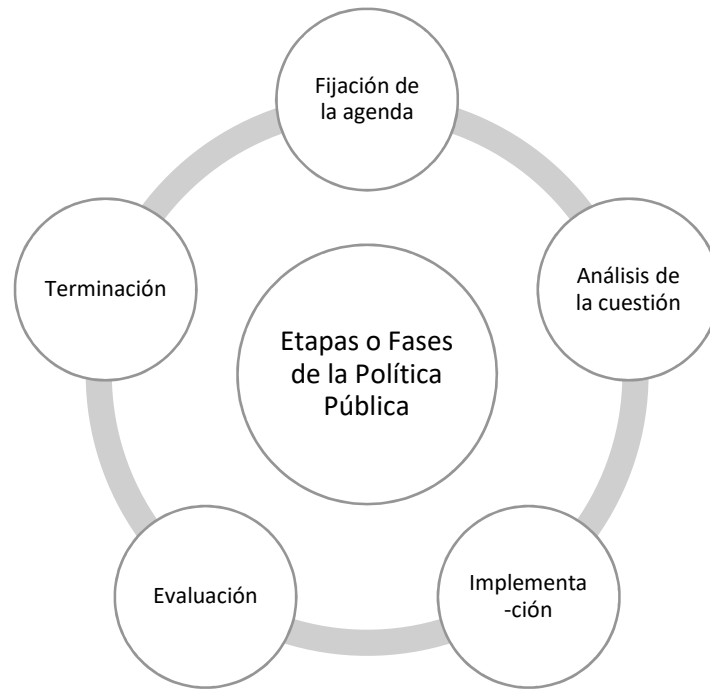 Fijación de
la agenda
Análisis de
la cuestión
Implementa
-ción
Evaluación
Terminación
Etapas o Fases
de la Política
Pública